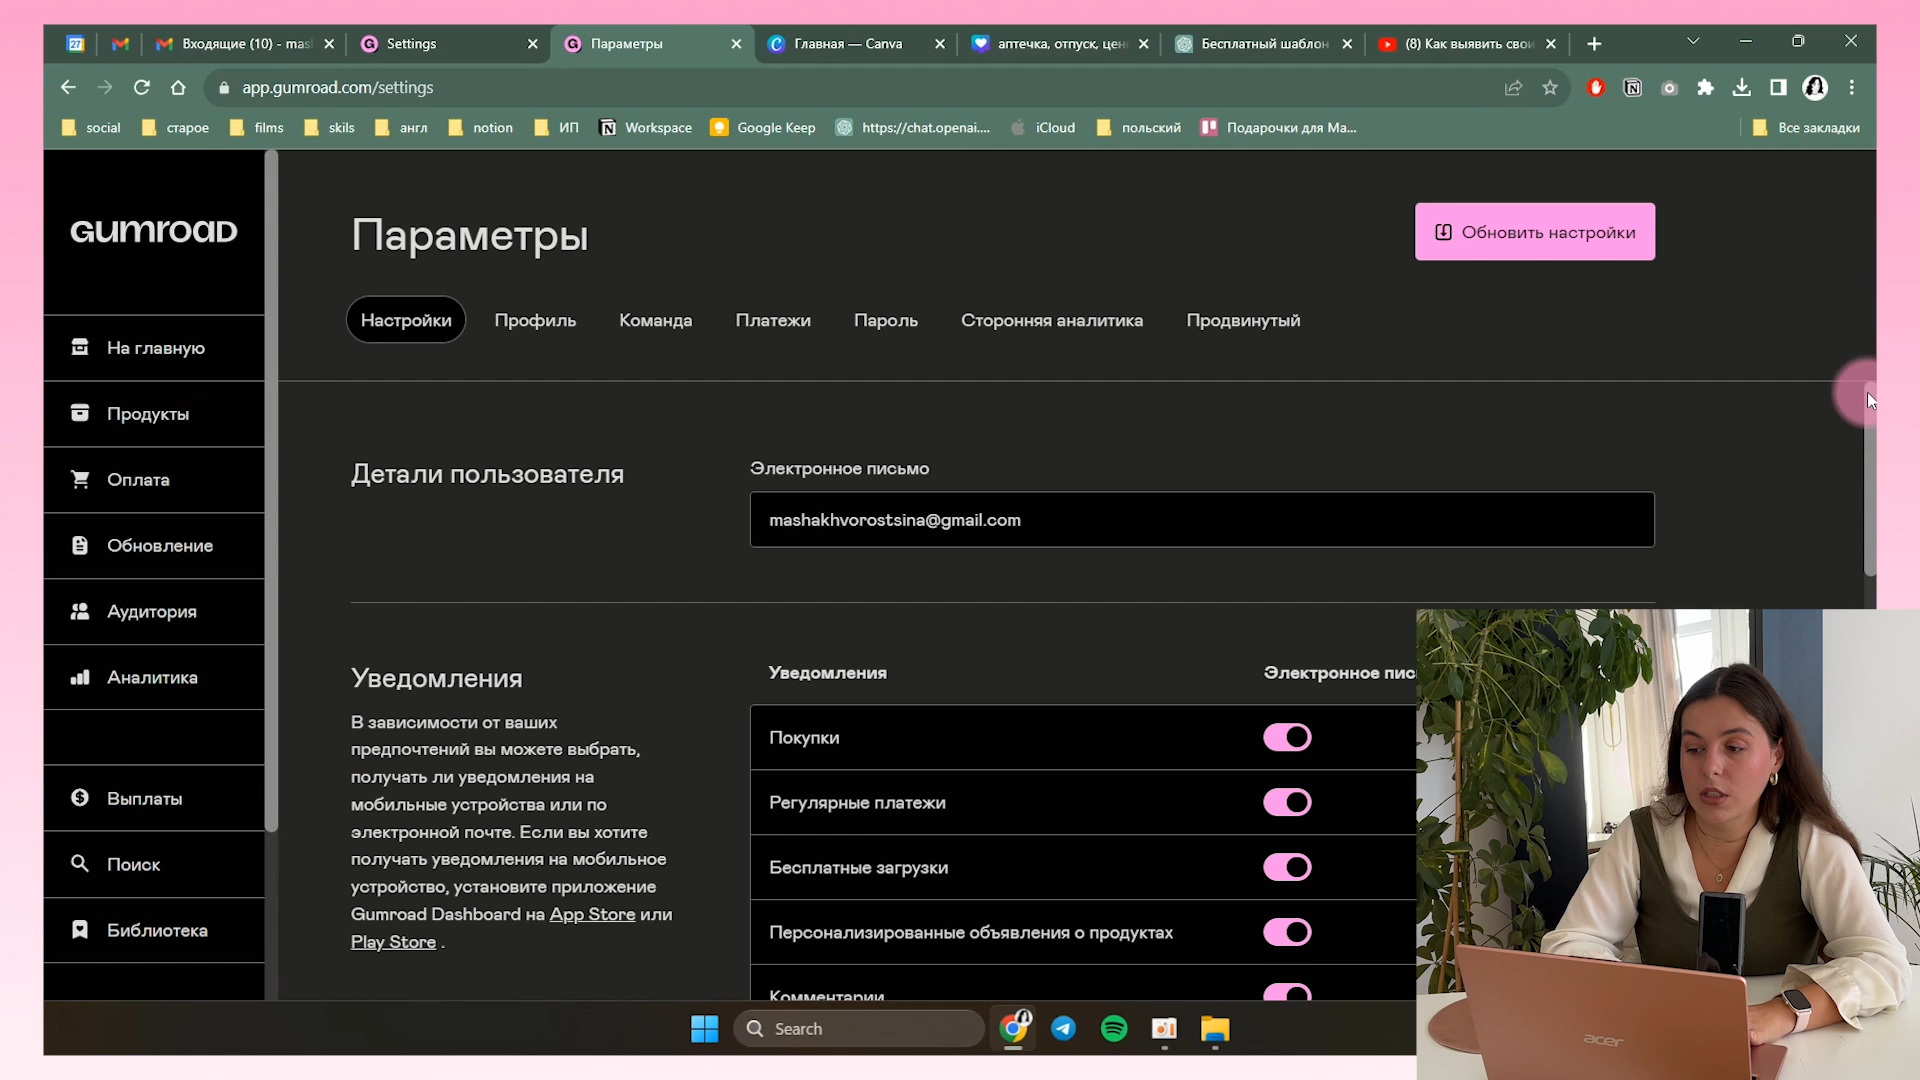 27
Входящие (10) - mas
Settings
Параметры
Главная — Canva
аптечка, отпуск, цен
Бесплатный шаблон
(8) Как выявить свои
app.gumroad.com/settings
social
старое
films
skils
англ
notion
ИП
Workspace
Google Keep
https://chat.openai....
iCloud
польский
Подарочки для Ма...
Все закладки
GUMROAD
На главную
Продукты
Оплата
Обновление
Аудитория
Аналитика
Выплаты
Поиск
Библиотека
Параметры
Обновить настройки
Настройки
Профиль
Команда
Платежи
Пароль
Сторонняя аналитика
Продвинутый
Детали пользователя
Электронное письмо
mashakhvorostsina@gmail.com
Уведомления
В зависимости от ваших
предпочтений вы можете выбрать,
получать ли уведомления на
мобильные устройства или по
электронной почте. Если вы хотите
получать уведомления на мобильное
устройство, установите приложение
Gumroad Dashboard на App Store или
Play Store .
Уведомления
Электронное пис
Покупки
Регулярные платежи
Бесплатные загрузки
Персонализированные объявления о продуктах
Комментарии
Search
acer